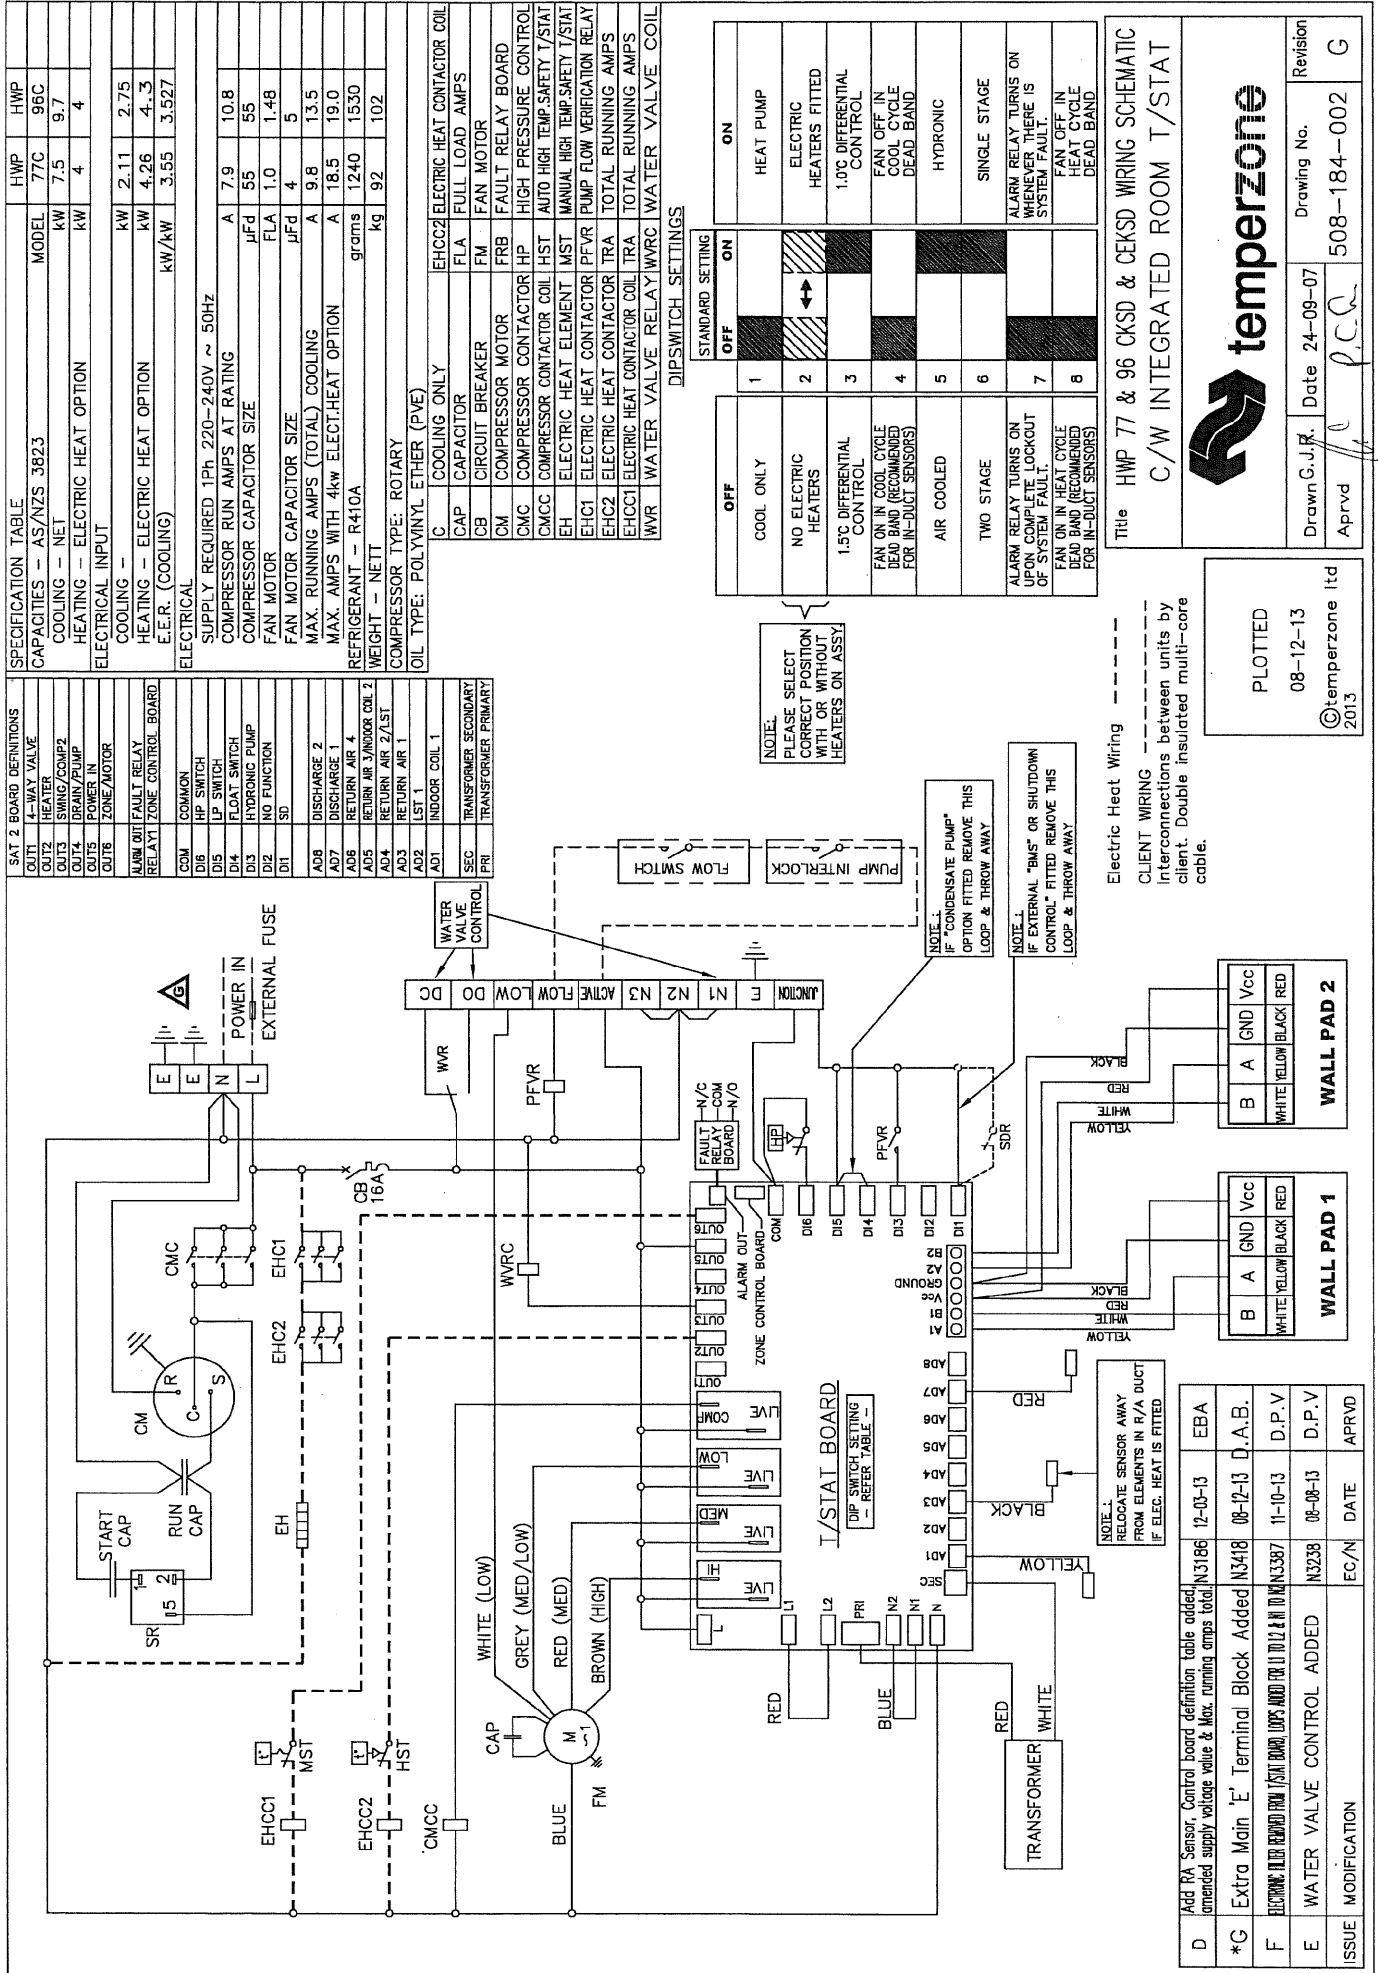 SPECIFICATION TABLE
CAPACITIES – AS/NZS 3823 MODEL HWP 77C HWP 96C
COOLING – NET kW 7.5 9.7
HEATING – ELECTRIC HEAT OPTION kW 4 4
ELECTRICAL INPUT
COOLING – kW 2.11 2.75
HEATING – ELECTRIC HEAT OPTION kW 4.26 4.3
E.E.R. (COOLING) kW/kW 3.55 3.527
ELECTRICAL
SUPPLY REQUIRED 1Ph 220–240V ~ 50Hz
COMPRESSOR RUN AMPS AT RATING A 7.9 10.8
COMPRESSOR CAPACITOR SIZE µFd 55 55
FAN MOTOR FLA 1.0 1.48
FAN MOTOR CAPACITOR SIZE µFd 4 5
MAX. RUNNING AMPS (TOTAL) COOLING A 9.8 13.5
MAX. AMPS WITH 4kw ELECT.HEAT OPTION A 18.5 19.0
REFRIGERANT – R410A grams 1240 1530
WEIGHT – NETT kg 92 102
COMPRESSOR TYPE: ROTARY
OIL TYPE: POLYVINYL ETHER (PVE)
C COOLING ONLY EHCC2 ELECTRIC HEAT CONTACTOR COIL
CAP CAPACITOR FLA FULL LOAD AMPS
CB CIRCUIT BREAKER FM FAN MOTOR
CM COMPRESSOR MOTOR FRB FAULT RELAY BOARD
CMC COMPRESSOR CONTACTOR HP HIGH PRESSURE CONTROL
CMCC COMPRESSOR CONTACTOR COIL HST AUTO HIGH TEMP.SAFETY T/STAT
EH ELECTRIC HEAT ELEMENT MST MANUAL HIGH TEMP.SAFETY T/STAT
EHC1 ELECTRIC HEAT CONTACTOR PFVR PUMP FLOW VERIFICATION RELAY
EHC2 ELECTRIC HEAT CONTACTOR TRA TOTAL RUNNING AMPS
EHCC1 ELECTRIC HEAT CONTACTOR COIL TRA TOTAL RUNNING AMPS
WVR WATER VALVE RELAY WVRC WATER VALVE COIL
SAT 2 BOARD DEFINITIONS
OUT1 4–WAY VALVE
OUT2 HEATER
OUT3 SWING/COMP2
OUT4 DRAIN/PUMP
OUT5 POWER IN
OUT6 ZONE/MOTOR
ALARM OUT FAULT RELAY
RELAY1 ZONE CONTROL BOARD
COM COMMON
DI6 HP SWITCH
DI5 LP SWITCH
DI4 FLOAT SWITCH
DI3 HYDRONIC PUMP
DI2 NO FUNCTION
DI1 SD
AD8 DISCHARGE 2
AD7 DISCHARGE 1
AD6 RETURN AIR 4
AD5 RETURN AIR 3/INDOOR COIL 2
AD4 RETURN AIR 2/LST
AD3 RETURN AIR 1
AD2 LST 1
AD1 INDOOR COIL 1
SEC TRANSFORMER SECONDARY
PRI TRANSFORMER PRIMARY
DIPSWITCH SETTINGS
STANDARD SETTING
OFF OFF ON ON
COOL ONLY 1 HEAT PUMP
NO ELECTRIC HEATERS 2 ELECTRIC HEATERS FITTED
1.5°C DIFFERENTIAL CONTROL 3 1.0°C DIFFERENTIAL CONTROL
FAN ON IN COOL CYCLE DEAD BAND (RECOMMENDED FOR IN–DUCT SENSORS) 4 FAN OFF IN COOL CYCLE DEAD BAND
AIR COOLED 5 HYDRONIC
TWO STAGE 6 SINGLE STAGE
ALARM RELAY TURNS ON UPON COMPLETE LOCKOUT OF SYSTEM FAULT. 7 ALARM RELAY TURNS ON WHENEVER THERE IS SYSTEM FAULT.
FAN ON IN HEAT CYCLE DEAD BAND (RECOMMENDED FOR IN–DUCT SENSORS) 8 FAN OFF IN HEAT CYCLE DEAD BAND
NOTE:
PLEASE SELECT
CORRECT POSITION
WITH OR WITHOUT
HEATERS ON ASSY.
SR
START
CAP
RUN
CAP
1
2
5
CM
R
C
S
CMC
EHC2
EHC1
EH
CB
16A
E
E
N
L
G
POWER IN
EXTERNAL FUSE
EHCC1
MST
t°
EHCC2
HST
t°
CMCC
CAP
M
~1
FM
BLUE
WHITE (LOW)
GREY (MED/LOW)
RED (MED)
BROWN (HIGH)
WVRC
WVR
PFVR
WATER
VALVE
CONTROL
DC
DO
LOW
FLOW
ACTIVE
N3
N2
N1
E
JUNCTION
FLOW SWITCH
PUMP INTERLOCK
FAULT
RELAY
BOARD
N/C
COM
N/O
L
HI LIVE
MED LIVE
LOW LIVE
COMP LIVE
OUT1
OUT2
OUT3
OUT4
OUT5
OUT6
ALARM OUT
ZONE CONTROL BOARD
COM
DI6
DI5
DI4
DI3
DI2
DI1
HP
PFVR
SDR
T/STAT BOARD
DIP SWITCH SETTING
– REFER TABLE –
L1
L2
PRI
N2
N1
N
SEC
AD1
AD2
AD3
AD4
AD5
AD6
AD7
AD8
A1
B1
Vcc
GROUND
A2
B2
RED
BLUE
RED
WHITE
TRANSFORMER
YELLOW
BLACK
RED
YELLOW
WHITE
RED
BLACK
YELLOW
WHITE
RED
BLACK
NOTE :
RELOCATE SENSOR AWAY
FROM ELEMENTS IN R/A DUCT
IF ELEC. HEAT IS FITTED
NOTE :
IF "CONDENSATE PUMP"
OPTION FITTED REMOVE THIS
LOOP & THROW AWAY
NOTE :
IF EXTERNAL "BMS" OR SHUTDOWN
CONTROL" FITTED REMOVE THIS
LOOP & THROW AWAY
B A GND Vcc
WHITE YELLOW BLACK RED
WALL PAD 1
B A GND Vcc
WHITE YELLOW BLACK RED
WALL PAD 2
Electric Heat Wiring
CLIENT WIRING
Interconnections between units by
client. Double insulated multi–core
cable.
D Add RA Sensor, Control board definition table added, amended supply voltage value & Max. running amps total. N3186 12-03-13 EBA
*G Extra Main 'E' Terminal Block Added N3418 08-12-13 D.A.B.
F ELECTRONIC FILTER REMOVED FROM T/STAT BOARD, LOOPS ADDED FOR L1 TO L2 & N1 TO N2 N3387 11-10-13 D.P.V
E WATER VALVE CONTROL ADDED N3238 08-08-13 D.P.V
ISSUE MODIFICATION EC/N DATE APRVD
PLOTTED
08–12–13
©temperzone ltd
2013
Title HWP 77 & 96 CKSD & CEKSD WIRING SCHEMATIC
C/W INTEGRATED ROOM T/STAT
temperzone
Drawn G.J.R. Date 24–09–07 Drawing No. Revision
Aprvd 508–184–002 G